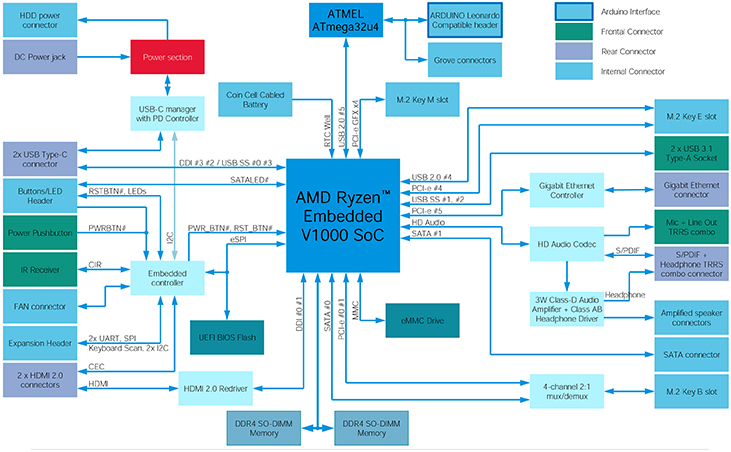 HDD power
connector
DC Power jack
Power section
USB-C manager
with PD Controller
ATMEL
ATmega32u4
ARDUINO Leonardo
Compatible header
Grove connectors
Arduino Interface
Frontal Connector
Rear Connector
Internal Connector
Coin Cell Cabled
Battery
M.2 Key M slot
RTC Well
USB 2.0 #5
PCI-e GFX x4
2x USB Type-C
connector
DDI #3 #2 / USB SS #0 #3
SATALED#
Buttons/LED
Header
RSTBTN#, LEDs
Power Pushbutton
PWRBTN#
I2C
PWR_BTN, RST_BTN#
eSPI
IR Receiver
CIR
Embedded
controller
FAN connector
Expansion Header
2x UART, SPI
Keyboard Scan, 2x I2C
2 x HDMI 2.0
connectors
CEC
HDMI
HDMI 2.0 Redriver
UEFI BIOS Flash
AMD Ryzen™
Embedded
V1000 SoC
DDI #0 #1
SATA #0
PCI-e #0 #1
MMC
eMMC Drive
DDR4 SO-DIMM
Memory
DDR4 SO-DIMM
Memory
USB 2.0 #4
PCI-e #4
USB SS #1, #2
PCI-e #5
HD Audio
SATA #1
M.2 Key E slot
2 x USB 3.1
Type-A Socket
Gigabit Ethernet
Controller
Gigabit Ethernet
connector
HD Audio Codec
Mic + Line Out
TRRS combo
S/PDIF
S/PDIF +
Headphone TRRS
combo connector
Headphone
3W Class-D Audio
Amplifier + Class AB
Headphone Driver
Amplified speaker
connectors
SATA connector
4-channel 2:1
mux/demux
M.2 Key B slot